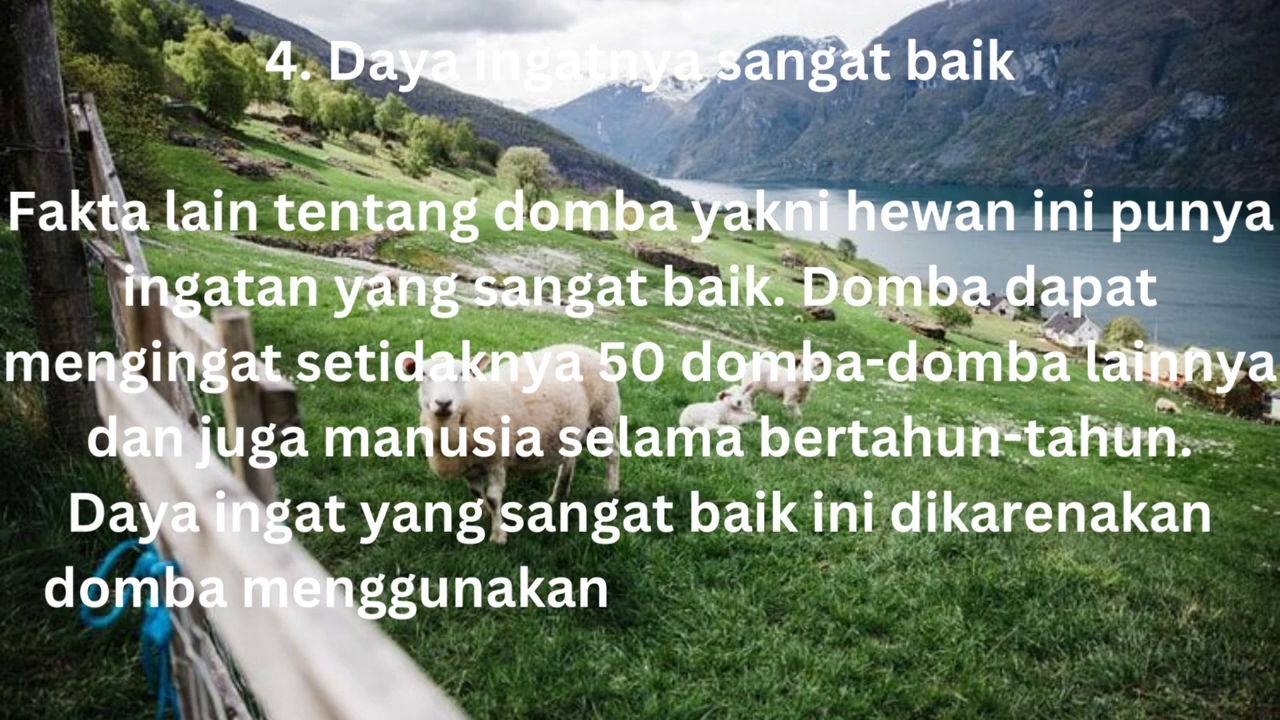 4. Daya ingatnya sangat baik
Fakta lain tentang domba yakni hewan ini punya
ingatan yang sangat baik. Domba dapat
mengingat setidaknya 50 domba-domba lainnya
dan juga manusia selama bertahun-tahun.
Daya ingat yang sangat baik ini dikarenakan
domba menggunakan